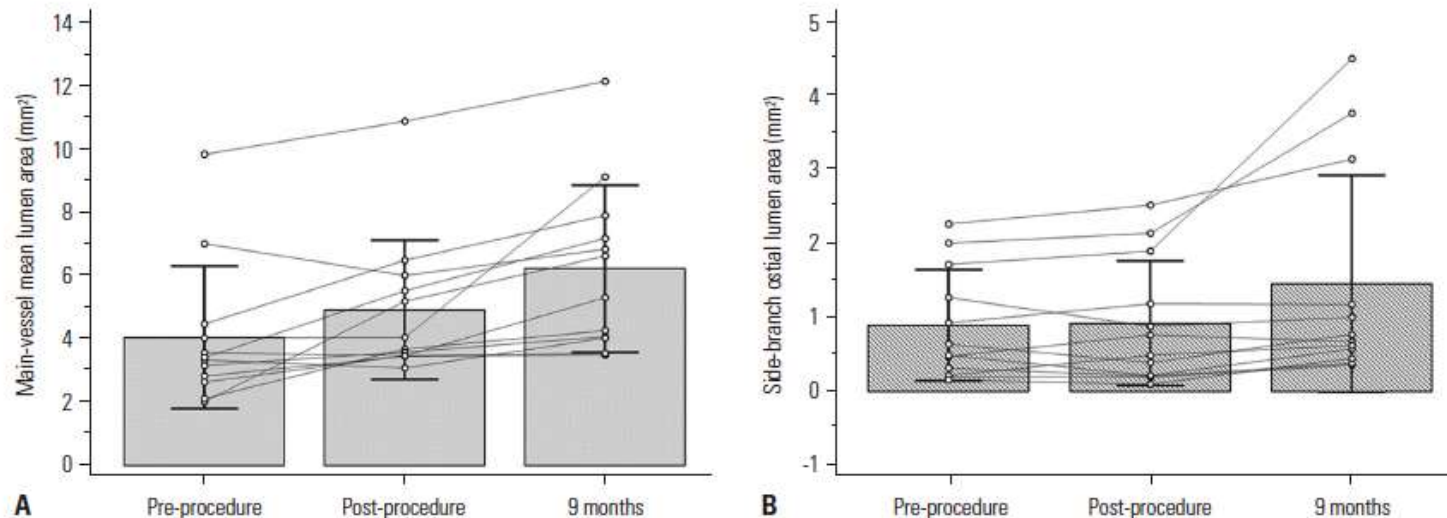 Main-vessel mean lumen area (mm²)
14
12
10
8
6
4
2
0
Pre-procedure
Post-procedure
9 months
A
Side-branch ostial lumen area (mm²)
5
4
3
2
1
0
-1
Pre-procedure
Post-procedure
9 months
B